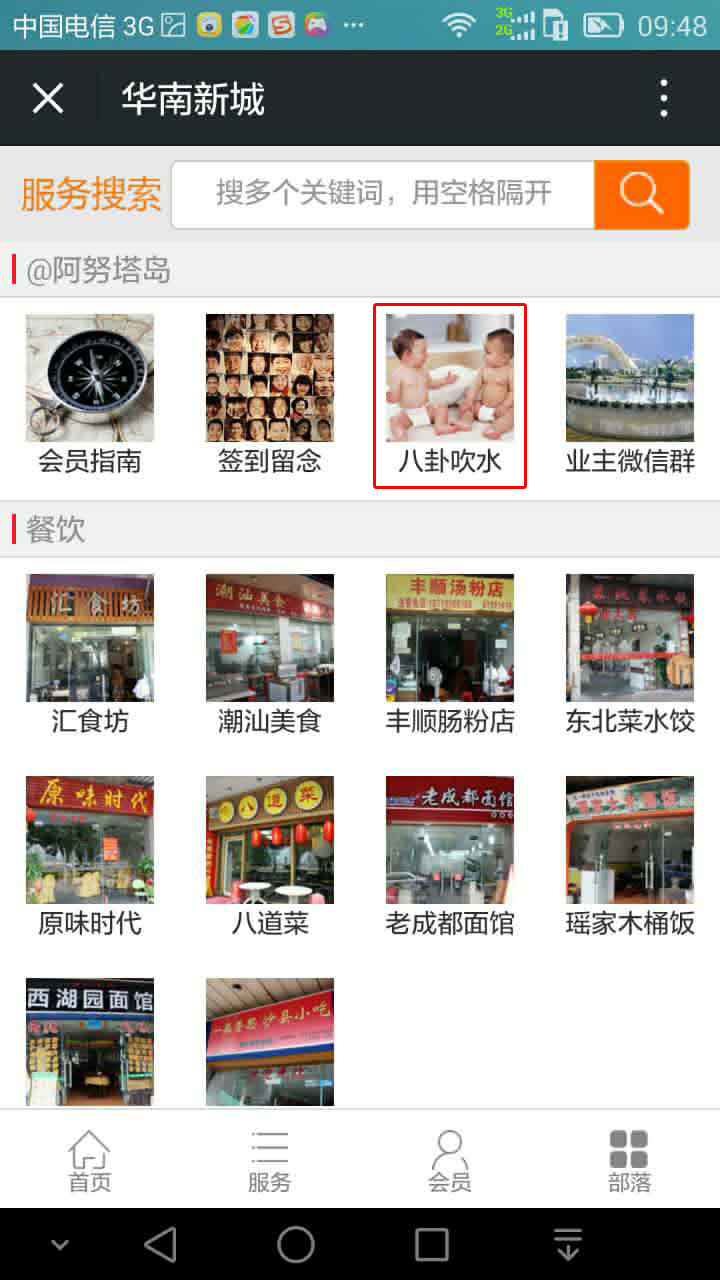 中国电信 3G
3G
2G
09:48
华南新城
服务搜索
搜多个关键词，用空格隔开
@阿努塔岛
会员指南 签到留念 八卦吹水 业主微信群
餐饮
汇食坊
潮汕美食
丰顺汤粉店
汇食坊 潮汕美食 丰顺肠粉店 东北菜水饺
原味时代
八道菜
老成都面馆
原味时代 八道菜 老成都面馆 瑶家木桶饭
西湖园面馆
沙县小吃
首页 服务 会员 部落